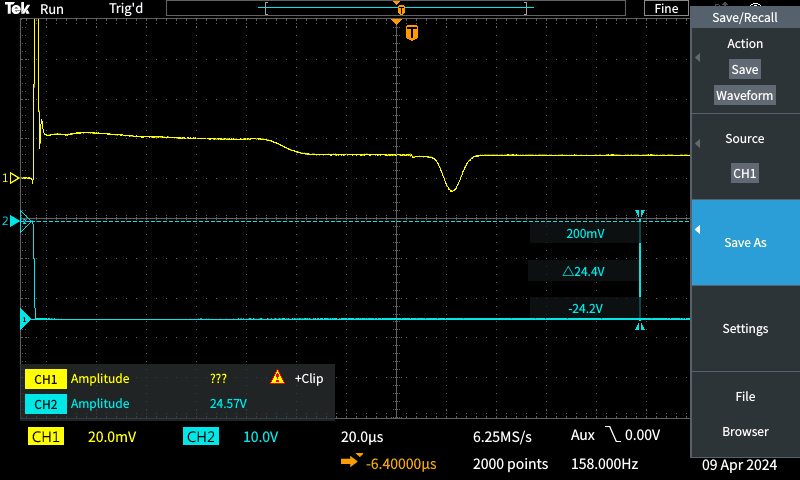 Tek Run Trig'd T Fine
Save/Recall
T
Action
Save
Waveform
Source
1
CH1
2
200mV
Save As
△24.4V
-24.2V
1
Settings
CH1 Amplitude ??? +Clip
CH2 Amplitude 24.57V
File
Browser
CH1 20.0mV CH2 10.0V 20.0µs 6.25MS/s Aux 0.00V
-6.40000µs 2000 points 158.000Hz 09 Apr 2024